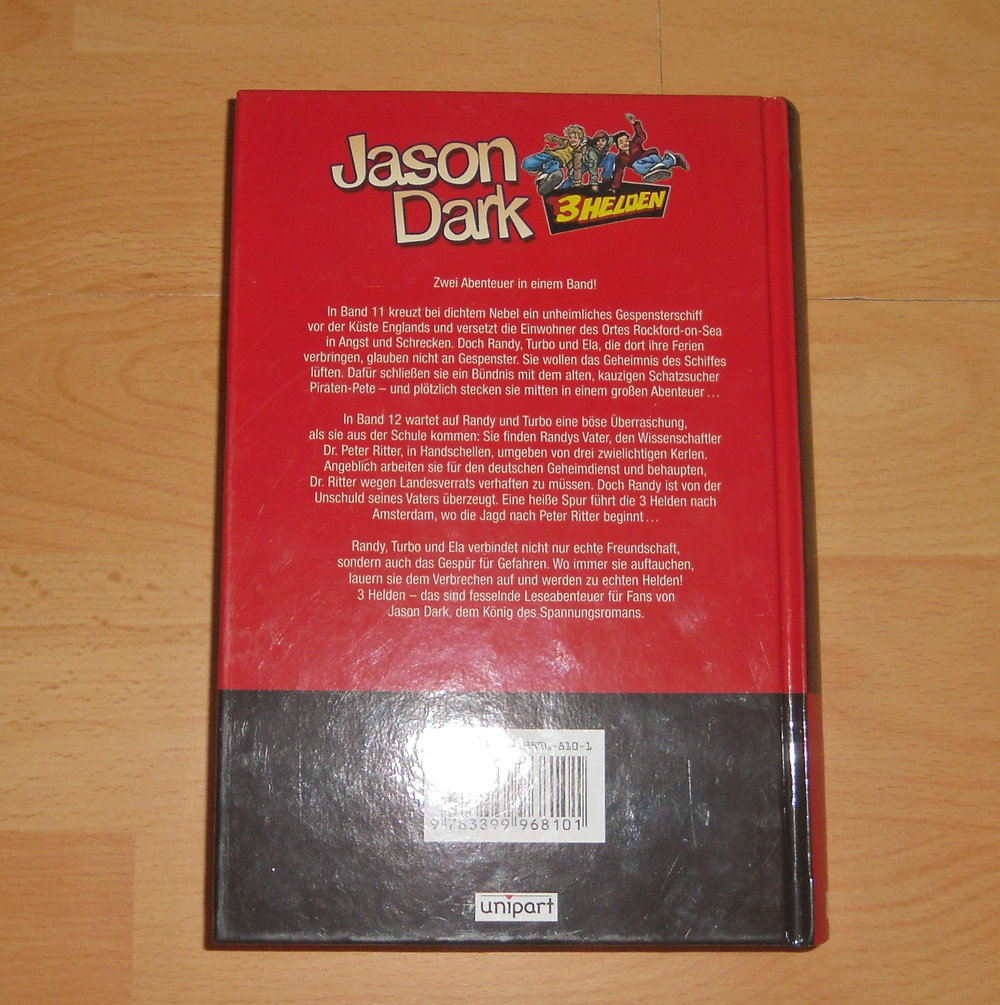 Jason
Dark
3 HELDEN
Zwei Abenteuer in einem Band!
In Band 11 kreuzt bei dichtem Nebel ein unheimliches Gespensterschiff
vor der Küste Englands und versetzt die Einwohner des Ortes Rockford-on-Sea
in Angst und Schrecken. Doch Randy, Turbo und Ela, die dort ihre Ferien
verbringen, glauben nicht an Gespenster. Sie wollen das Geheimnis des Schiffes
lüften. Dafür schließen sie ein Bündnis mit dem alten, kauzigen Schatzsucher
Piraten-Pete – und plötzlich stecken sie mitten in einem großen Abenteuer...
In Band 12 wartet auf Randy und Turbo eine böse Überraschung,
als sie aus der Schule kommen: Sie finden Randys Vater, den Wissenschaftler
Dr. Peter Ritter, in Handschellen, umgeben von drei zwielichtigen Kerlen.
Angeblich arbeiten sie für den deutschen Geheimdienst und behaupten,
Dr. Ritter wegen Landesverrats verhaften zu müssen. Doch Randy ist von der
Unschuld seines Vaters überzeugt. Eine heiße Spur führt die 3 Helden nach
Amsterdam, wo die Jagd nach Peter Ritter beginnt...
Randy, Turbo und Ela verbindet nicht nur echte Freundschaft,
sondern auch das Gespür für Gefahren. Wo immer sie auftauchen,
lauern sie dem Verbrechen auf und werden zu echten Helden!
3 Helden – das sind fesselnde Leseabenteuer für Fans von
Jason Dark, dem König des Spannungsromans.
-810-1
9 783899 968101
unipart